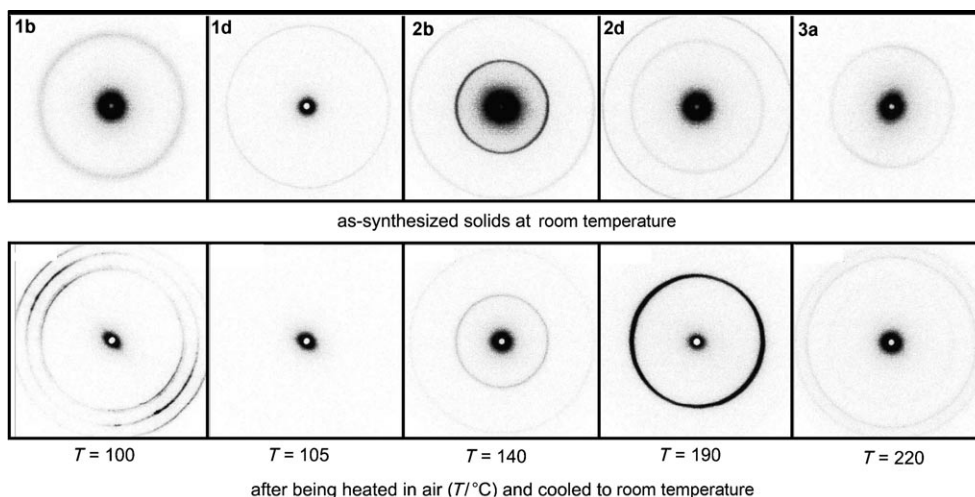 1b 1d 2b 2d 3a
as-synthesized solids at room temperature
T = 100 T = 105 T = 140 T = 190 T = 220
after being heated in air (T/°C) and cooled to room temperature